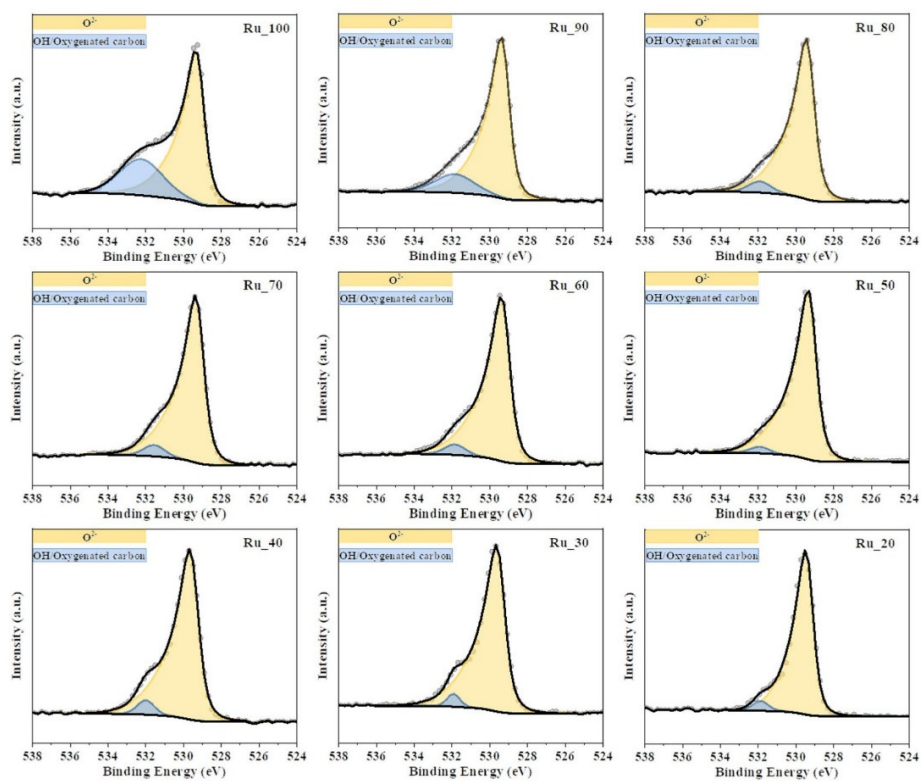 O²⁻
OH/Oxygenated carbon
Ru_100
Intensity (a.u.)
538 536 534 532 530 528 526 524
Binding Energy (eV)
O²⁻
OH/Oxygenated carbon
Ru_90
Intensity (a.u.)
538 536 534 532 530 528 526 524
Binding Energy (eV)
O²⁻
OH/Oxygenated carbon
Ru_80
Intensity (a.u.)
538 536 534 532 530 528 526 524
Binding Energy (eV)
O²⁻
OH/Oxygenated carbon
Ru_70
Intensity (a.u.)
538 536 534 532 530 528 526 524
Binding Energy (eV)
O²⁻
OH/Oxygenated carbon
Ru_60
Intensity (a.u.)
538 536 534 532 530 528 526 524
Binding Energy (eV)
O²⁻
OH/Oxygenated carbon
Ru_50
Intensity (a.u.)
538 536 534 532 530 528 526 524
Binding Energy (eV)
O²⁻
OH/Oxygenated carbon
Ru_40
Intensity (a.u.)
538 536 534 532 530 528 526 524
Binding Energy (eV)
O²⁻
OH/Oxygenated carbon
Ru_30
Intensity (a.u.)
538 536 534 532 530 528 526 524
Binding Energy (eV)
O²⁻
OH/Oxygenated carbon
Ru_20
Intensity (a.u.)
538 536 534 532 530 528 526 524
Binding Energy (eV)